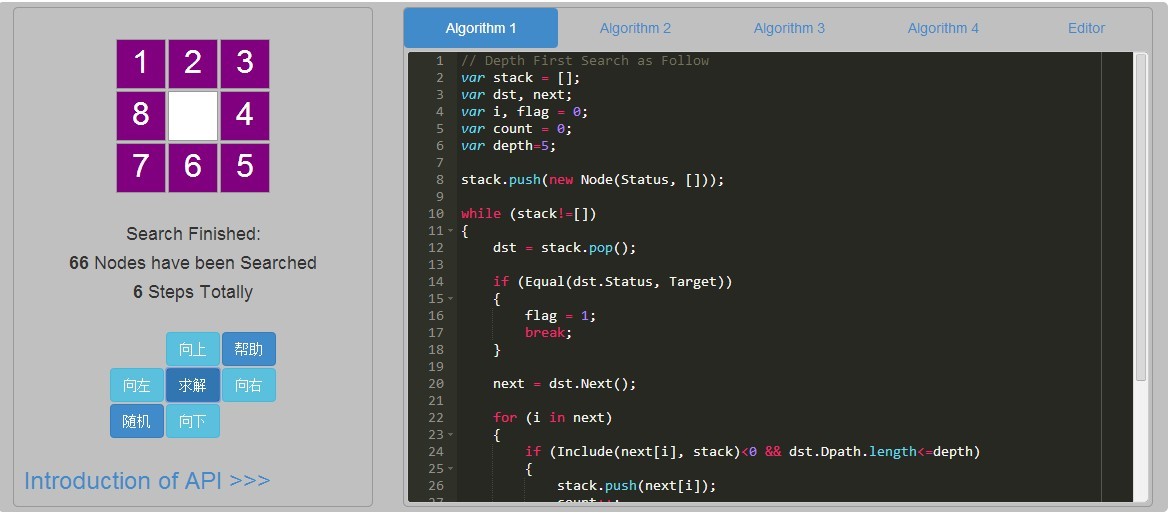 1 2 3
8 4
7 6 5
Search Finished:
66 Nodes have been Searched
6 Steps Totally
向上 帮助
向左 求解 向右
随机 向下
Introduction of API >>>
Algorithm 1 Algorithm 2 Algorithm 3 Algorithm 4 Editor
1 // Depth First Search as Follow
2 var stack = [];
3 var dst, next;
4 var i, flag = 0;
5 var count = 0;
6 var depth=5;
7
8 stack.push(new Node(Status, []));
9
10 while (stack!=[])
11 {
12 dst = stack.pop();
13
14 if (Equal(dst.Status, Target))
15 {
16 flag = 1;
17 break;
18 }
19
20 next = dst.Next();
21
22 for (i in next)
23 {
24 if (Include(next[i], stack)<0 && dst.Dpath.length<=depth)
25 {
26 stack.push(next[i]);
27 count++;